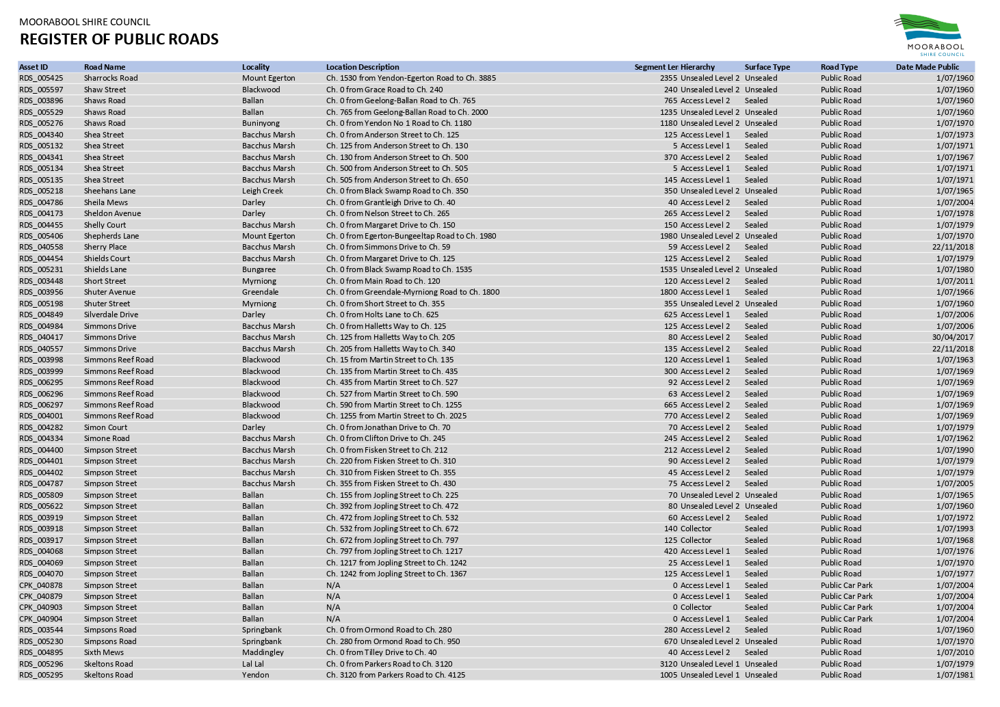 MOORABOOL SHIRE COUNCIL
REGISTER OF PUBLIC ROADS
MOORABOOL
SHIRE COUNCIL
Asset ID Road Name Locality Location Description Segment Len Hierarchy Surface Type Road Type Date Made Public
RDS_005425 Sharrocks Road Mount Egerton Ch. 1530 from Yendon-Egerton Road to Ch. 3885 2355 Unsealed Level 2 Unsealed Public Road 1/07/1960
RDS_005597 Shaw Street Blackwood Ch. 0 from Grace Road to Ch. 240 240 Unsealed Level 2 Unsealed Public Road 1/07/1960
RDS_003896 Shaws Road Ballan Ch. 0 from Geelong-Ballan Road to Ch. 765 765 Access Level 2 Sealed Public Road 1/07/1960
RDS_005529 Shaws Road Ballan Ch. 765 from Geelong-Ballan Road to Ch. 2000 1235 Unsealed Level 2 Unsealed Public Road 1/07/1960
RDS_005276 Shaws Road Buninyong Ch. 0 from Yendon No 1 Road to Ch. 1180 1180 Unsealed Level 2 Unsealed Public Road 1/07/1970
RDS_004340 Shea Street Bacchus Marsh Ch. 0 from Anderson Street to Ch. 125 125 Access Level 1 Sealed Public Road 1/07/1973
RDS_005132 Shea Street Bacchus Marsh Ch. 125 from Anderson Street to Ch. 130 5 Access Level 1 Sealed Public Road 1/07/1971
RDS_004341 Shea Street Bacchus Marsh Ch. 130 from Anderson Street to Ch. 500 370 Access Level 2 Sealed Public Road 1/07/1967
RDS_005134 Shea Street Bacchus Marsh Ch. 500 from Anderson Street to Ch. 505 5 Access Level 1 Sealed Public Road 1/07/1971
RDS_005135 Shea Street Bacchus Marsh Ch. 505 from Anderson Street to Ch. 650 145 Access Level 1 Sealed Public Road 1/07/1971
RDS_005218 Sheehans Lane Leigh Creek Ch. 0 from Black Swamp Road to Ch. 350 350 Unsealed Level 2 Unsealed Public Road 1/07/1965
RDS_004786 Sheila Mews Darley Ch. 0 from Grantleigh Drive to Ch. 40 40 Access Level 2 Sealed Public Road 1/07/2004
RDS_004173 Sheldon Avenue Darley Ch. 0 from Nelson Street to Ch. 265 265 Access Level 2 Sealed Public Road 1/07/1978
RDS_004455 Shelly Court Bacchus Marsh Ch. 0 from Margaret Drive to Ch. 150 150 Access Level 2 Sealed Public Road 1/07/1979
RDS_005406 Shepherds Lane Mount Egerton Ch. 0 from Egerton-Bungeeltap Road to Ch. 1980 1980 Unsealed Level 2 Unsealed Public Road 1/07/1970
RDS_040558 Sherry Place Bacchus Marsh Ch. 0 from Simmons Drive to Ch. 59 59 Access Level 2 Sealed Public Road 22/11/2018
RDS_004454 Shields Court Bacchus Marsh Ch. 0 from Margaret Drive to Ch. 125 125 Access Level 2 Sealed Public Road 1/07/1979
RDS_005231 Shields Lane Bungaree Ch. 0 from Black Swamp Road to Ch. 1535 1535 Unsealed Level 2 Unsealed Public Road 1/07/1980
RDS_003448 Short Street Myrniong Ch. 0 from Main Road to Ch. 120 120 Access Level 2 Sealed Public Road 1/07/2011
RDS_003956 Shuter Avenue Greendale Ch. 0 from Greendale-Myrniong Road to Ch. 1800 1800 Access Level 1 Sealed Public Road 1/07/1966
RDS_005198 Shuter Street Myrniong Ch. 0 from Short Street to Ch. 355 355 Unsealed Level 2 Unsealed Public Road 1/07/1960
RDS_004849 Silverdale Drive Darley Ch. 0 from Holts Lane to Ch. 625 625 Access Level 1 Sealed Public Road 1/07/2006
RDS_004984 Simmons Drive Bacchus Marsh Ch. 0 from Halletts Way to Ch. 125 125 Access Level 2 Sealed Public Road 1/07/2006
RDS_040417 Simmons Drive Bacchus Marsh Ch. 125 from Halletts Way to Ch. 205 80 Access Level 2 Sealed Public Road 30/04/2017
RDS_040557 Simmons Drive Bacchus Marsh Ch. 205 from Halletts Way to Ch. 340 135 Access Level 2 Sealed Public Road 22/11/2018
RDS_003998 Simmons Reef Road Blackwood Ch. 15 from Martin Street to Ch. 135 120 Access Level 1 Sealed Public Road 1/07/1963
RDS_003999 Simmons Reef Road Blackwood Ch. 135 from Martin Street to Ch. 435 300 Access Level 2 Sealed Public Road 1/07/1969
RDS_006295 Simmons Reef Road Blackwood Ch. 435 from Martin Street to Ch. 527 92 Access Level 2 Sealed Public Road 1/07/1969
RDS_006296 Simmons Reef Road Blackwood Ch. 527 from Martin Street to Ch. 590 63 Access Level 2 Sealed Public Road 1/07/1969
RDS_006297 Simmons Reef Road Blackwood Ch. 590 from Martin Street to Ch. 1255 665 Access Level 2 Sealed Public Road 1/07/1969
RDS_004001 Simmons Reef Road Blackwood Ch. 1255 from Martin Street to Ch. 2025 770 Access Level 2 Sealed Public Road 1/07/1969
RDS_004282 Simon Court Darley Ch. 0 from Jonathan Drive to Ch. 70 70 Access Level 2 Sealed Public Road 1/07/1979
RDS_004334 Simone Road Bacchus Marsh Ch. 0 from Clifton Drive to Ch. 245 245 Access Level 2 Sealed Public Road 1/07/1962
RDS_004400 Simpson Street Bacchus Marsh Ch. 0 from Fisken Street to Ch. 212 212 Access Level 2 Sealed Public Road 1/07/1990
RDS_004401 Simpson Street Bacchus Marsh Ch. 220 from Fisken Street to Ch. 310 90 Access Level 2 Sealed Public Road 1/07/1979
RDS_004402 Simpson Street Bacchus Marsh Ch. 310 from Fisken Street to Ch. 355 45 Access Level 2 Sealed Public Road 1/07/1979
RDS_004787 Simpson Street Bacchus Marsh Ch. 355 from Fisken Street to Ch. 430 75 Access Level 2 Sealed Public Road 1/07/2005
RDS_005809 Simpson Street Ballan Ch. 155 from Jopling Street to Ch. 225 70 Unsealed Level 2 Unsealed Public Road 1/07/1965
RDS_005622 Simpson Street Ballan Ch. 392 from Jopling Street to Ch. 472 80 Unsealed Level 2 Unsealed Public Road 1/07/1960
RDS_003919 Simpson Street Ballan Ch. 472 from Jopling Street to Ch. 532 60 Access Level 2 Sealed Public Road 1/07/1972
RDS_003918 Simpson Street Ballan Ch. 532 from Jopling Street to Ch. 672 140 Collector Sealed Public Road 1/07/1993
RDS_003917 Simpson Street Ballan Ch. 672 from Jopling Street to Ch. 797 125 Collector Sealed Public Road 1/07/1968
RDS_004068 Simpson Street Ballan Ch. 797 from Jopling Street to Ch. 1217 420 Access Level 1 Sealed Public Road 1/07/1976
RDS_004069 Simpson Street Ballan Ch. 1217 from Jopling Street to Ch. 1242 25 Access Level 1 Sealed Public Road 1/07/1970
RDS_004070 Simpson Street Ballan Ch. 1242 from Jopling Street to Ch. 1367 125 Access Level 1 Sealed Public Road 1/07/1977
CPK_040878 Simpson Street Ballan N/A 0 Access Level 1 Sealed Public Car Park 1/07/2004
CPK_040879 Simpson Street Ballan N/A 0 Access Level 1 Sealed Public Car Park 1/07/2004
CPK_040903 Simpson Street Ballan N/A 0 Collector Sealed Public Car Park 1/07/2004
CPK_040904 Simpson Street Ballan N/A 0 Access Level 1 Sealed Public Car Park 1/07/2004
RDS_003544 Simpsons Road Springbank Ch. 0 from Ormond Road to Ch. 280 280 Access Level 2 Sealed Public Road 1/07/1960
RDS_005230 Simpsons Road Springbank Ch. 280 from Ormond Road to Ch. 950 670 Unsealed Level 2 Unsealed Public Road 1/07/1970
RDS_004895 Sixth Mews Maddingley Ch. 0 from Tilley Drive to Ch. 40 40 Access Level 2 Sealed Public Road 1/07/2010
RDS_005296 Skeltons Road Lal Lal Ch. 0 from Parkers Road to Ch. 3120 3120 Unsealed Level 1 Unsealed Public Road 1/07/1979
RDS_005295 Skeltons Road Yendon Ch. 3120 from Parkers Road to Ch. 4125 1005 Unsealed Level 1 Unsealed Public Road 1/07/1981